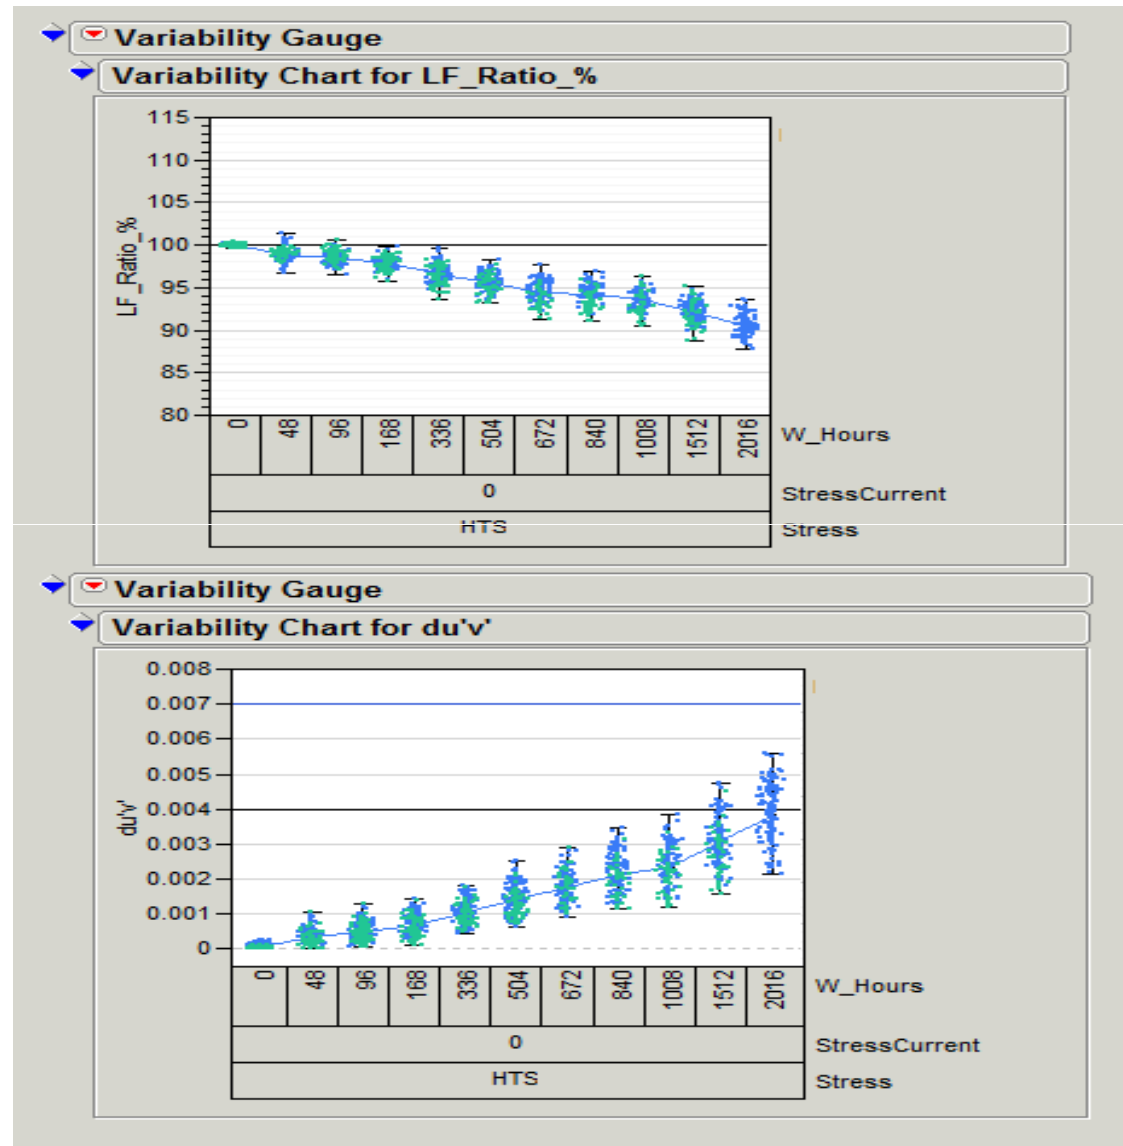 Variability Gauge
Variability Chart for LF_Ratio_%
115
110
105
100
95
90
85
80
LF_Ratio_%
0 48 96 168 336 504 672 840 1008 1512 2016 W_Hours
0 StressCurrent
HTS Stress
Variability Gauge
Variability Chart for du'v'
0.008
0.007
0.006
0.005
0.004
0.003
0.002
0.001
0
du'v'
0 48 96 168 336 504 672 840 1008 1512 2016 W_Hours
0 StressCurrent
HTS Stress